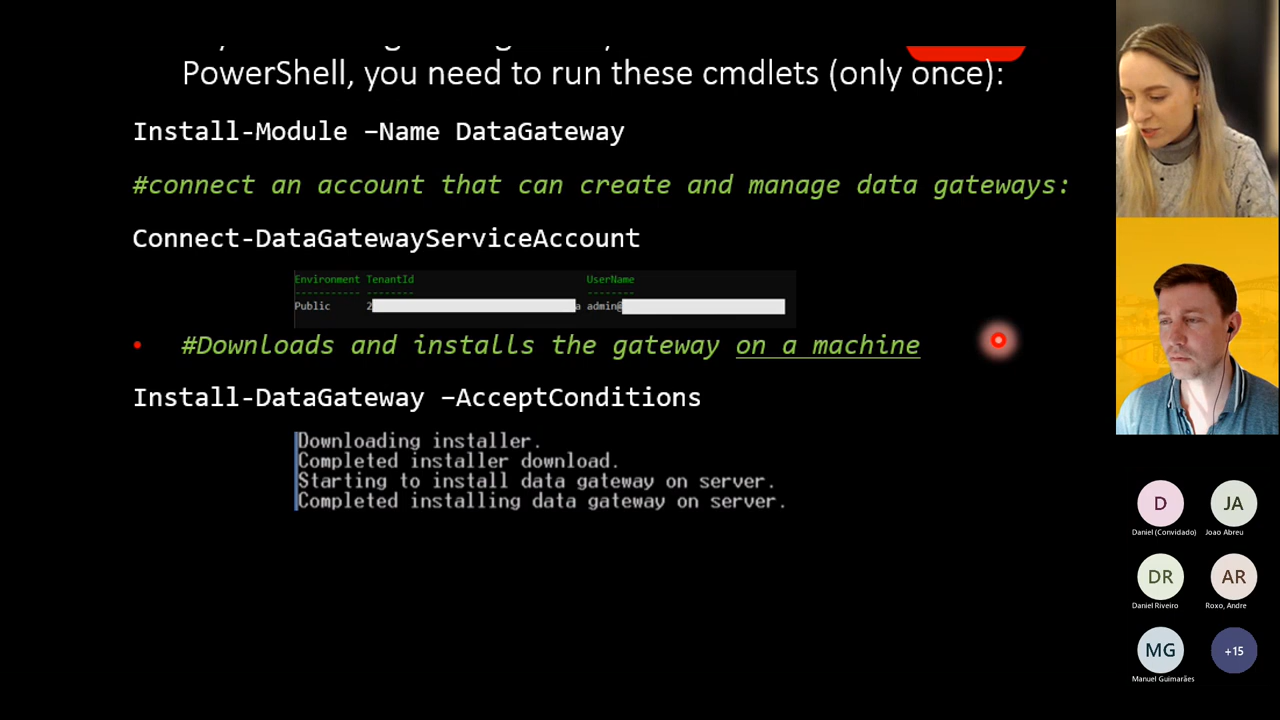 PowerShell, you need to run these cmdlets (only once):
Install-Module –Name DataGateway
#connect an account that can create and manage data gateways:
Connect-DataGatewayServiceAccount
Environment TenantId UserName
----------- -------- --------
Public 2 a admin@
• #Downloads and installs the gateway on a machine
Install-DataGateway –AcceptConditions
Downloading installer.
Completed installer download.
Starting to install data gateway on server.
Completed installing data gateway on server.
D
Daniel (Convidado)
JA
Joao Abreu
DR
Daniel Riveiro
AR
Roxo, Andre
MG
Manuel Guimarães
+15